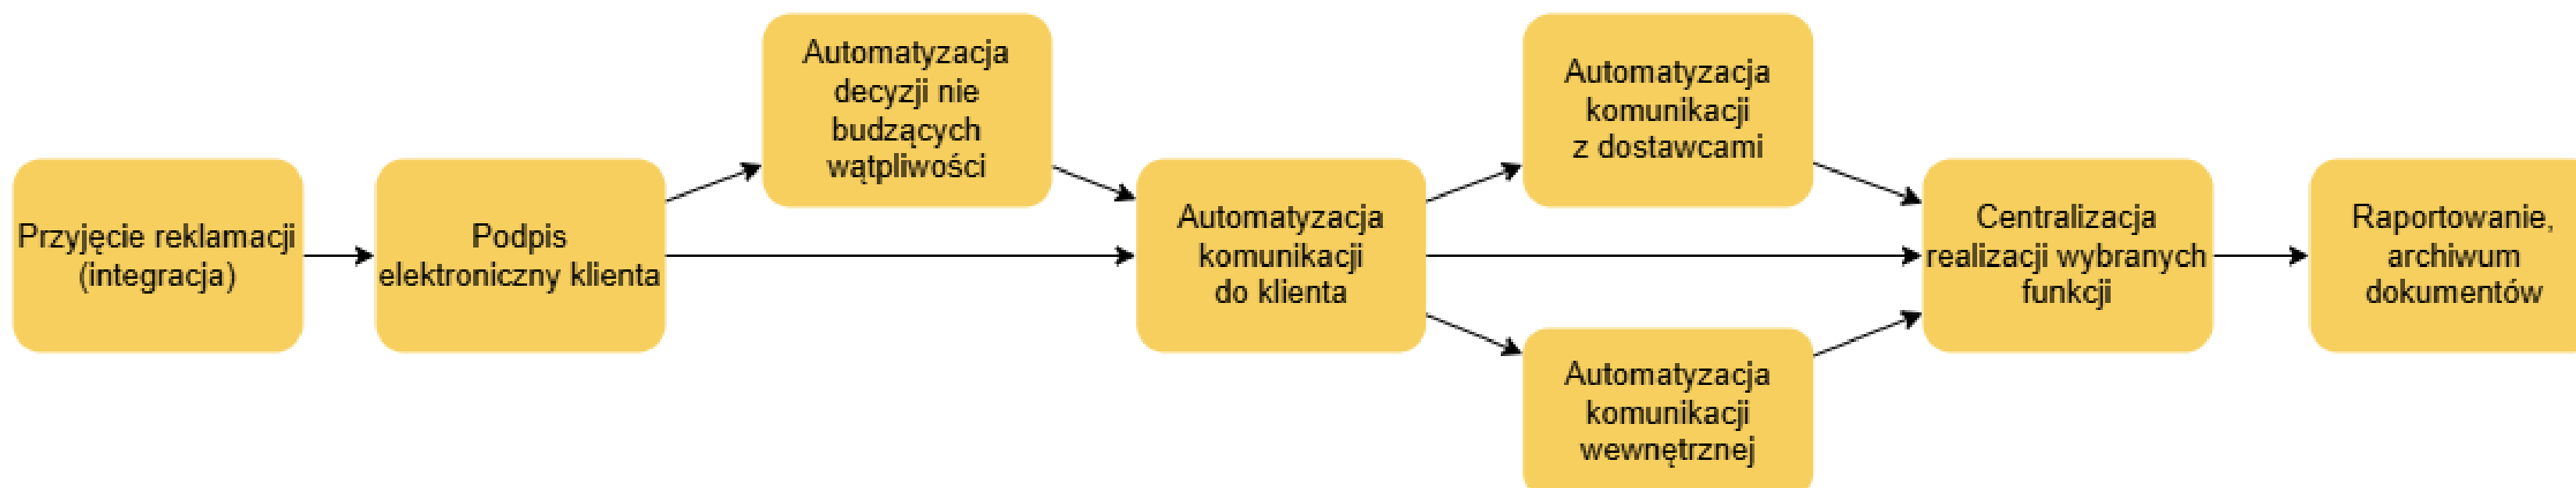 Przyjęcie reklamacji
(integracja)
Podpis
elektroniczny klienta
Automatyzacja
decyzji nie
budzących
wątpliwości
Automatyzacja
komunikacji
do klienta
Automatyzacja
komunikacji
z dostawcami
Automatyzacja
komunikacji
wewnętrznej
Centralizacja
realizacji wybranych
funkcji
Raportowanie,
archiwum
dokumentów